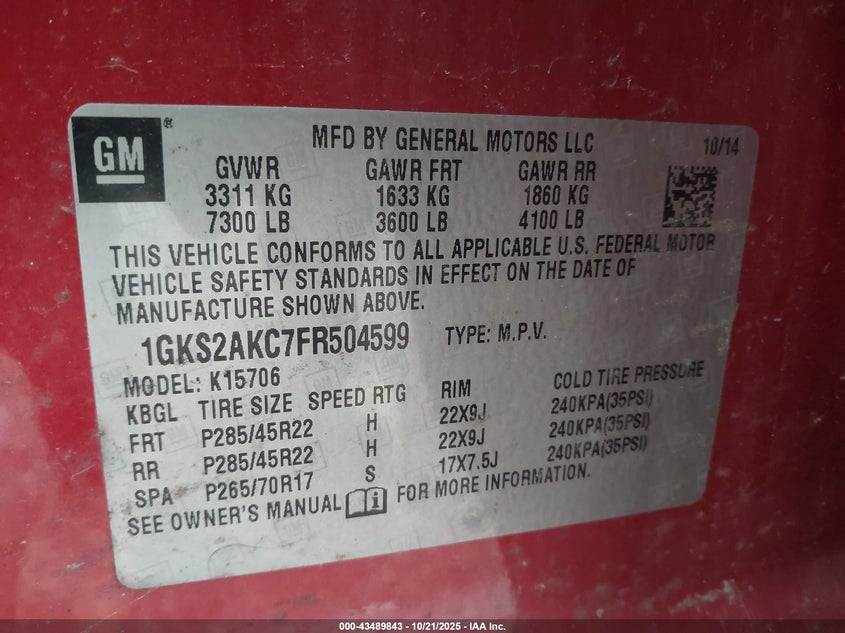 GM ®
MFD BY GENERAL MOTORS LLC 10/14
GVWR GAWR FRT GAWR RR
3311 KG 1633 KG 1860 KG
7300 LB 3600 LB 4100 LB
THIS VEHICLE CONFORMS TO ALL APPLICABLE U.S. FEDERAL MOTOR
VEHICLE SAFETY STANDARDS IN EFFECT ON THE DATE OF
MANUFACTURE SHOWN ABOVE.
1GKS2AKC7FR504599 TYPE: M.P.V.
MODEL: K15706
KBGL TIRE SIZE SPEED RTG RIM COLD TIRE PRESSURE
FRT P285/45R22 H 22X9J 240KPA(35PSI)
RR P285/45R22 H 22X9J 240KPA(35PSI)
SPA P265/70R17 S 17X7.5J 240KPA(35PSI)
SEE OWNER'S MANUAL i FOR MORE INFORMATION.
000-43489843 - 10/21/2025 - IAA Inc.